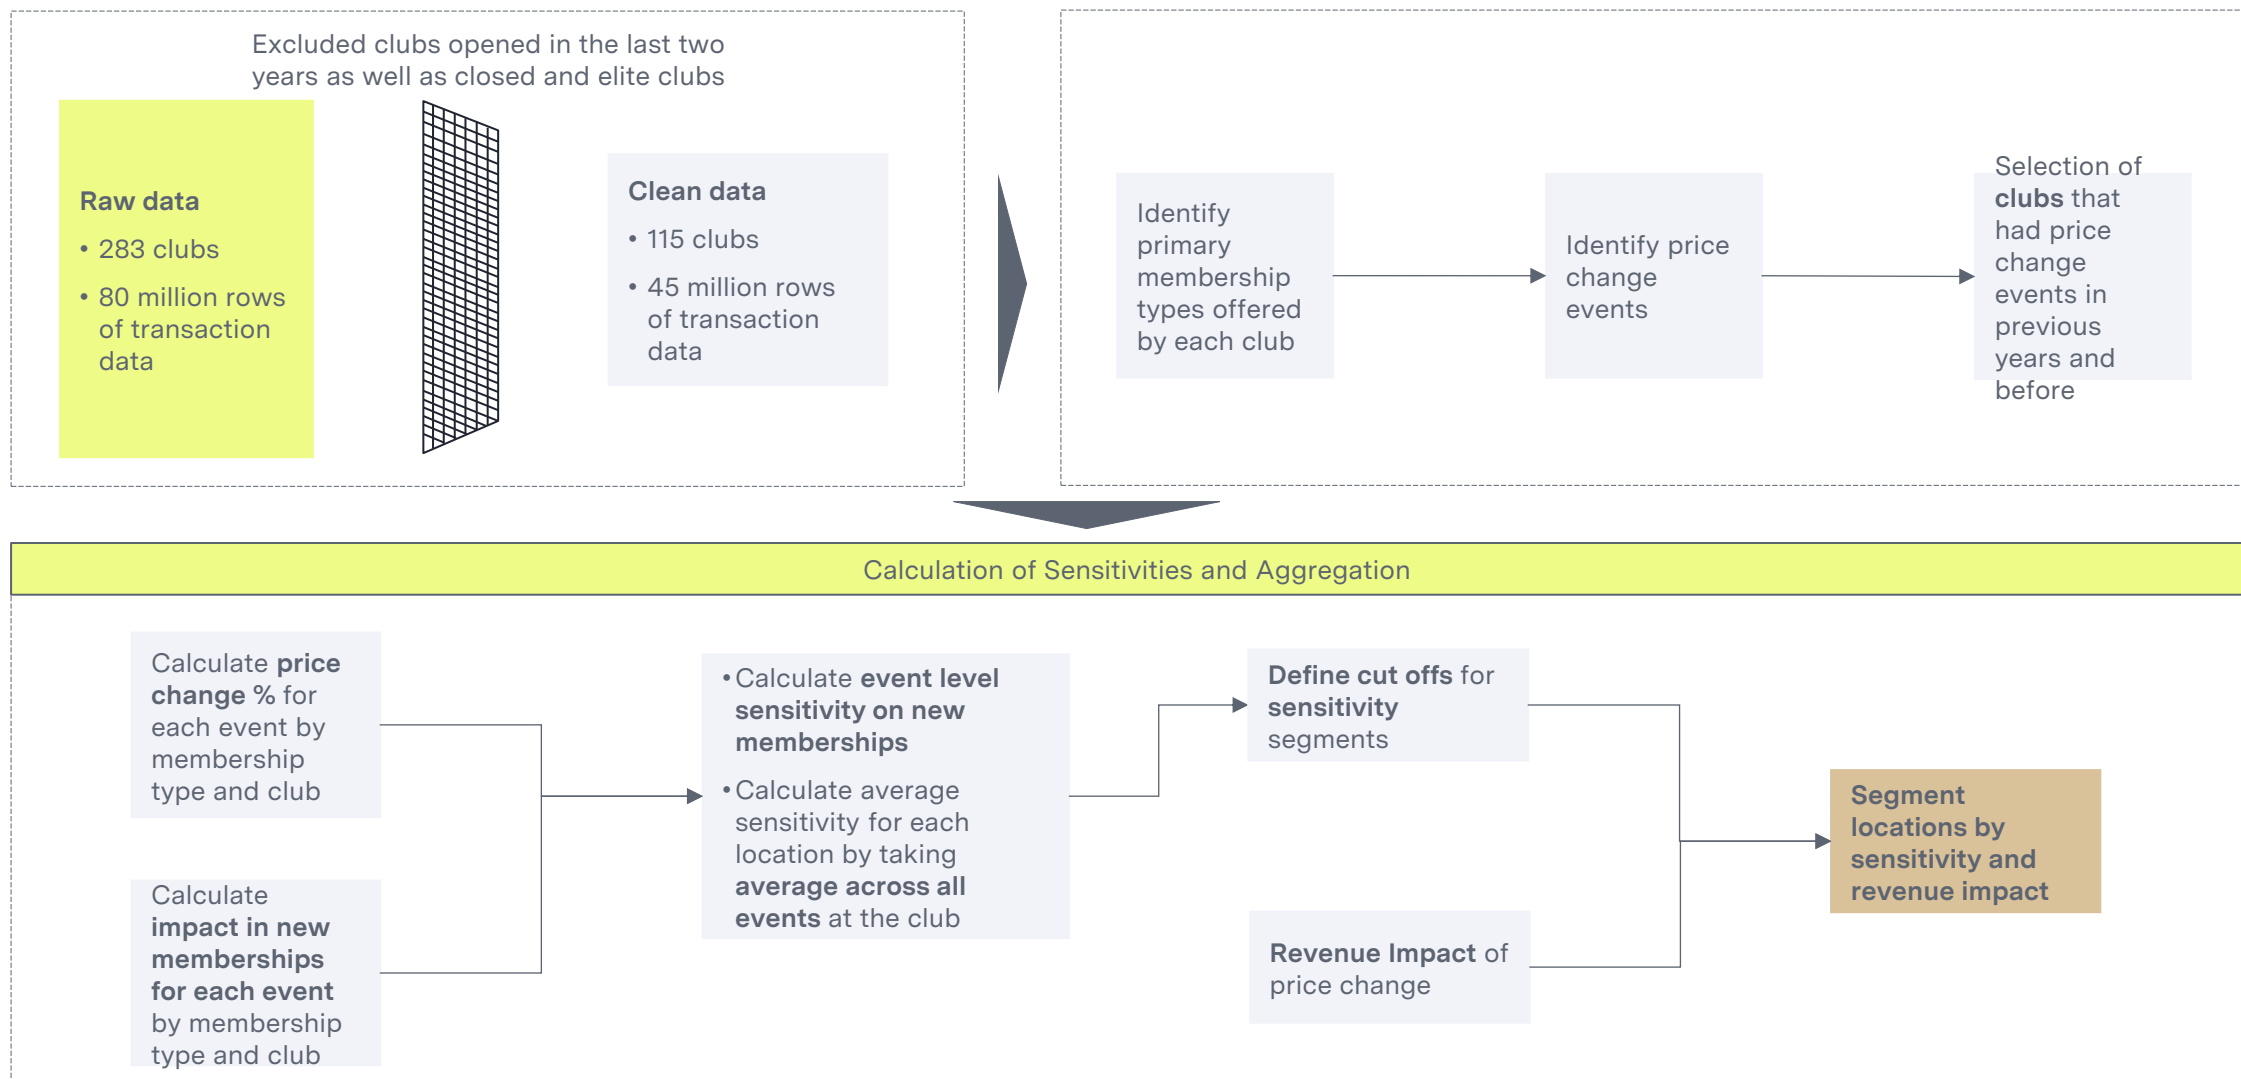 Excluded clubs opened in the last two
years as well as closed and elite clubs
Raw data
• 283 clubs
• 80 million rows
of transaction
data
Clean data
• 115 clubs
• 45 million rows
of transaction
data
Identify
primary
membership
types offered
by each club
Identify price
change
events
Selection of
clubs that
had price
change
events in
previous
years and
before
Calculation of Sensitivities and Aggregation
Calculate price
change % for
each event by
membership
type and club
Calculate
impact in new
memberships
for each event
by membership
type and club
• Calculate event level
sensitivity on new
memberships
• Calculate average
sensitivity for each
location by taking
average across all
events at the club
Define cut offs for
sensitivity
segments
Revenue Impact of
price change
Segment
locations by
sensitivity and
revenue impact